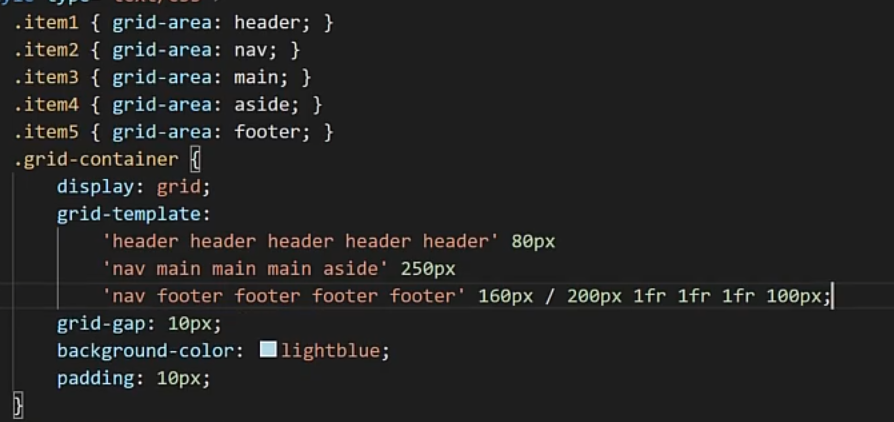 .item1 { grid-area: header; }
.item2 { grid-area: nav; }
.item3 { grid-area: main; }
.item4 { grid-area: aside; }
.item5 { grid-area: footer; }
.grid-container {
display: grid;
grid-template:
'header header header header header' 80px
'nav main main main aside' 250px
'nav footer footer footer footer' 160px / 200px 1fr 1fr 1fr 100px;
grid-gap: 10px;
background-color: lightblue;
padding: 10px;
}